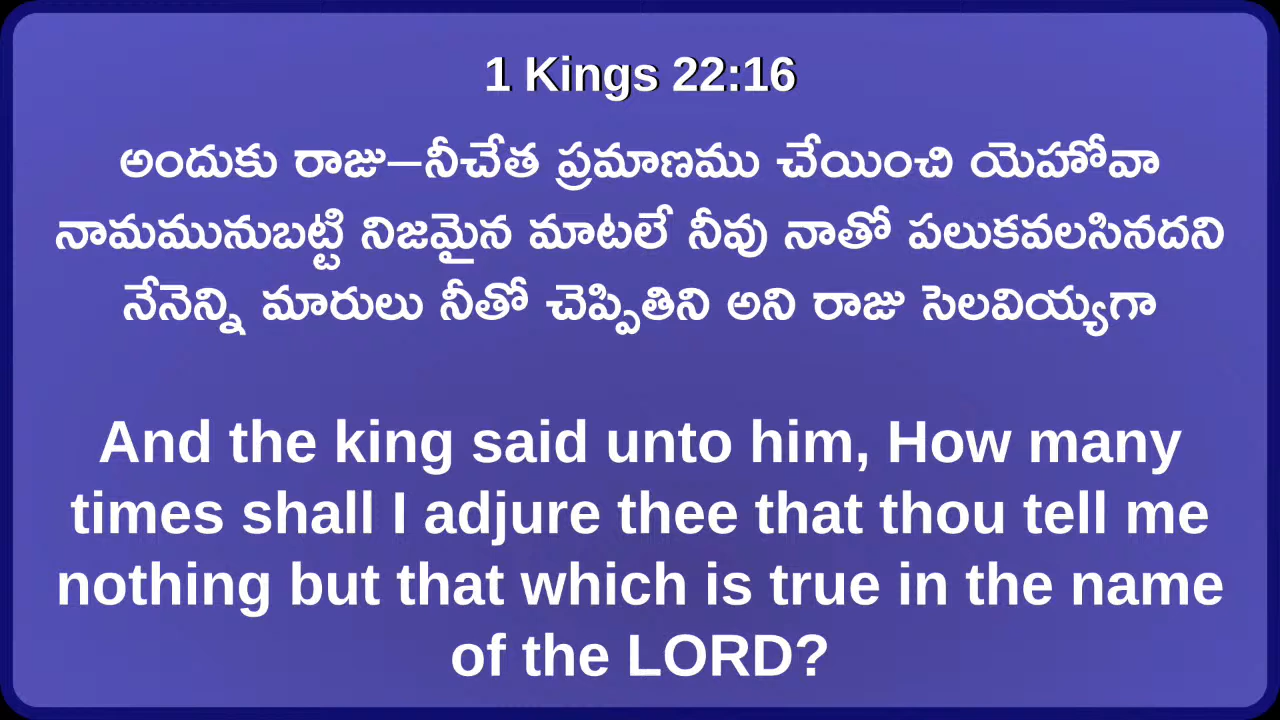 1 Kings 22:16
అందుకు రాజు—నీచేత ప్రమాణము చేయించి యెహోవా
నామమునుబట్టి నిజమైన మాటలే నీవు నాతో పలుకవలసినదని
నేనెన్ని మారులు నీతో చెప్పితిని అని రాజు సెలవియ్యగా
And the king said unto him, How many
times shall I adjure thee that thou tell me
nothing but that which is true in the name
of the LORD?